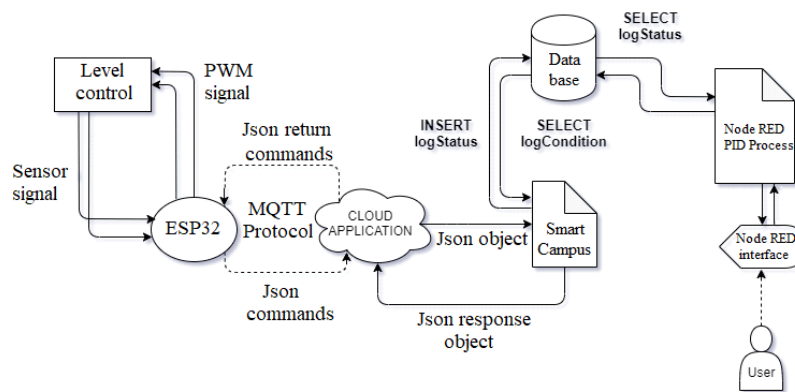 SELECT
logStatus
Level
control
PWM
signal
Data
base
Node RED
PID Process
INSERT
logStatus
SELECT
logCondition
Json return
commands
Sensor
signal
ESP32
MQTT
Protocol
CLOUD
APPLICATION
Json object
Smart
Campus
Node RED
interface
Json
commands
Json response
object
User